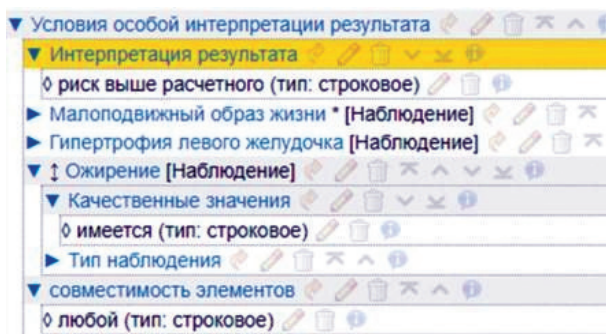 ▼ Условия особой интерпретации результата
▼ Интерпретация результата
◊ риск выше расчетного (тип: строковое)
► Малоподвижный образ жизни * [Наблюдение]
► Гипертрофия левого желудочка [Наблюдение]
▼ ↕ Ожирение [Наблюдение]
▼ Качественные значения
◊ имеется (тип: строковое)
► Тип наблюдения
▼ совместимость элементов
◊ любой (тип: строковое)